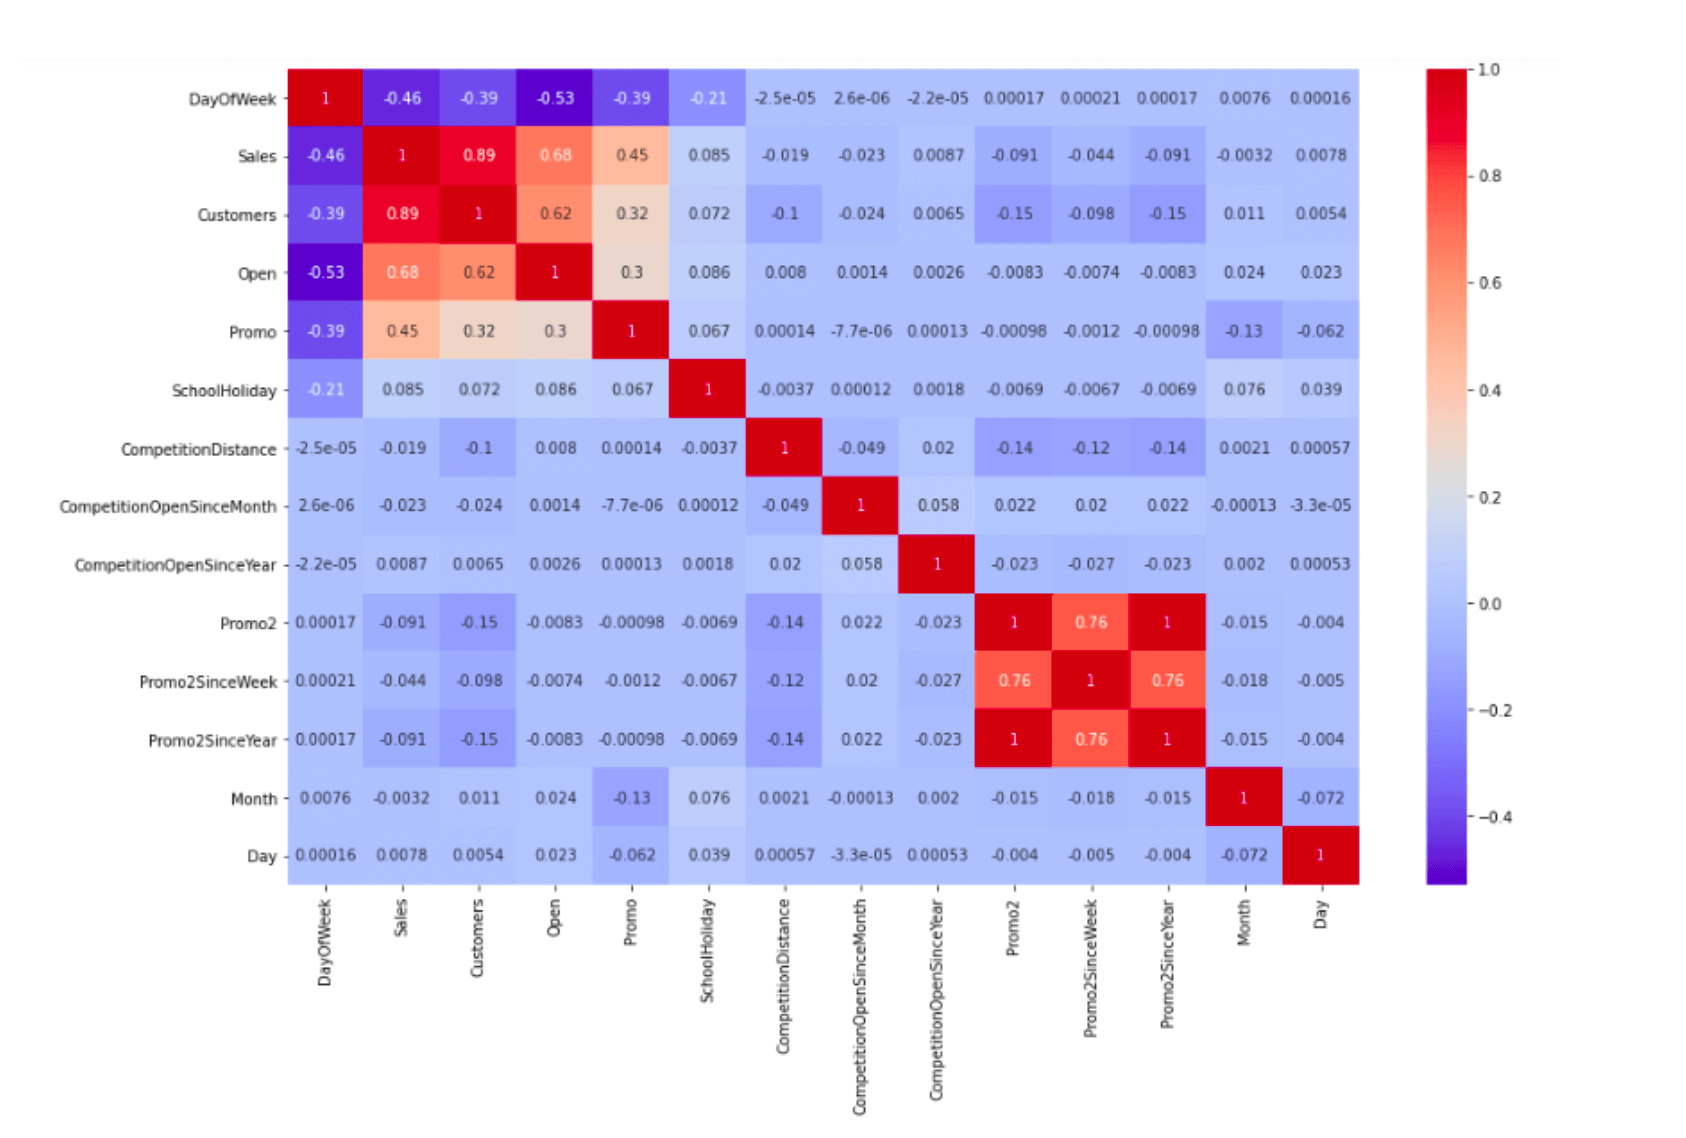 DayOfWeek 1 -0.46 -0.39 -0.53 -0.39 -0.21 -2.5e-05 2.6e-06 -2.2e-05 0.00017 0.00021 0.00017 0.0076 0.00016
Sales -0.46 1 0.89 0.68 0.45 0.085 -0.019 -0.023 0.0087 -0.091 -0.044 -0.091 -0.0032 0.0078
Customers -0.39 0.89 1 0.62 0.32 0.072 -0.1 -0.024 0.0065 -0.15 -0.098 -0.15 0.011 0.0054
Open -0.53 0.68 0.62 1 0.3 0.086 0.008 0.0014 0.0026 -0.0083 -0.0074 -0.0083 0.024 0.023
Promo -0.39 0.45 0.32 0.3 1 0.067 0.00014 -7.7e-06 0.00013 -0.00098 -0.0012 -0.00098 -0.13 -0.062
SchoolHoliday -0.21 0.085 0.072 0.086 0.067 1 -0.0037 0.00012 0.0018 -0.0069 -0.0067 -0.0069 0.076 0.039
CompetitionDistance -2.5e-05 -0.019 -0.1 0.008 0.00014 -0.0037 1 -0.049 0.02 -0.14 -0.12 -0.14 0.0021 0.00057
CompetitionOpenSinceMonth 2.6e-06 -0.023 -0.024 0.0014 -7.7e-06 0.00012 -0.049 1 0.058 0.022 0.02 0.022 -0.00013 -3.3e-05
CompetitionOpenSinceYear -2.2e-05 0.0087 0.0065 0.0026 0.00013 0.0018 0.02 0.058 1 -0.023 -0.027 -0.023 0.002 0.00053
Promo2 0.00017 -0.091 -0.15 -0.0083 -0.00098 -0.0069 -0.14 0.022 -0.023 1 0.76 1 -0.015 -0.004
Promo2SinceWeek 0.00021 -0.044 -0.098 -0.0074 -0.0012 -0.0067 -0.12 0.02 -0.027 0.76 1 0.76 -0.018 -0.005
Promo2SinceYear 0.00017 -0.091 -0.15 -0.0083 -0.00098 -0.0069 -0.14 0.022 -0.023 1 0.76 1 -0.015 -0.004
Month 0.0076 -0.0032 0.011 0.024 -0.13 0.076 0.0021 -0.00013 0.002 -0.015 -0.018 -0.015 1 -0.072
Day 0.00016 0.0078 0.0054 0.023 -0.062 0.039 0.00057 -3.3e-05 0.00053 -0.004 -0.005 -0.004 -0.072 1
DayOfWeek
Sales
Customers
Open
Promo
SchoolHoliday
CompetitionDistance
CompetitionOpenSinceMonth
CompetitionOpenSinceYear
Promo2
Promo2SinceWeek
Promo2SinceYear
Month
Day
1.0
0.8
0.6
0.4
0.2
0.0
−0.2
−0.4